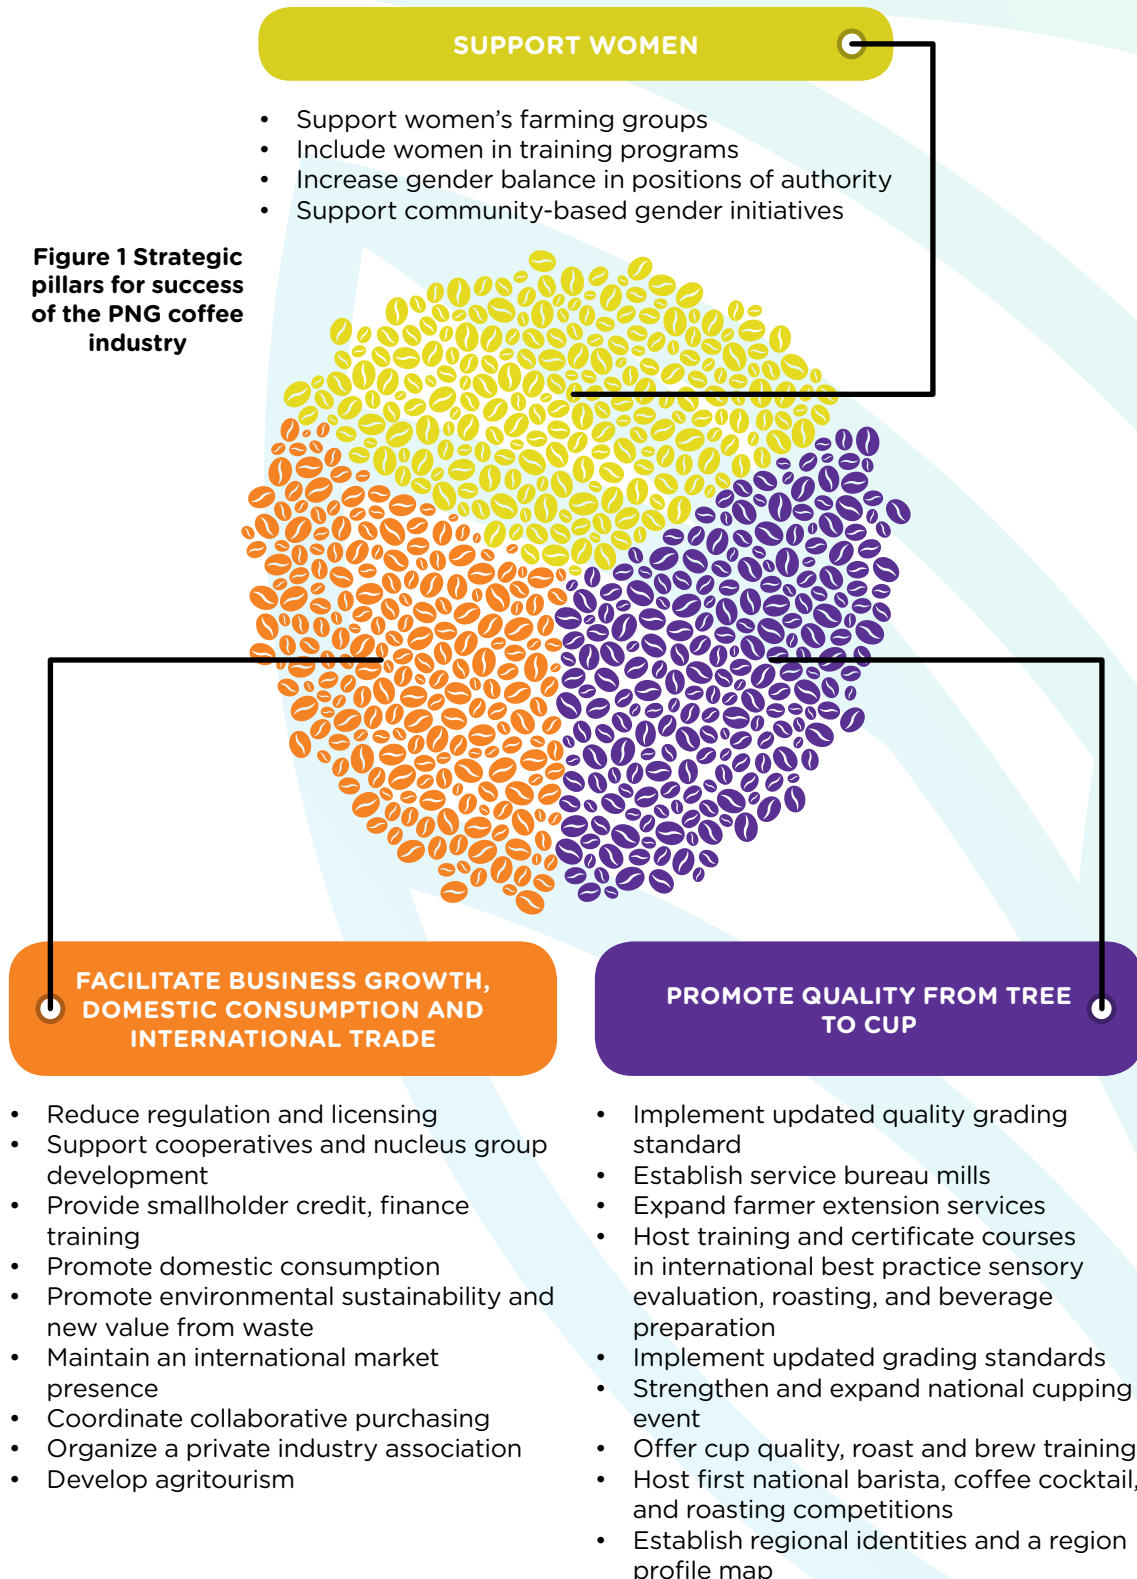 SUPPORT WOMEN
• Support women’s farming groups
• Include women in training programs
• Increase gender balance in positions of authority
• Support community-based gender initiatives
Figure 1 Strategic
pillars for success
of the PNG coffee
industry
FACILITATE BUSINESS GROWTH,
DOMESTIC CONSUMPTION AND
INTERNATIONAL TRADE
• Reduce regulation and licensing
• Support cooperatives and nucleus group
development
• Provide smallholder credit, finance
training
• Promote domestic consumption
• Promote environmental sustainability and
new value from waste
• Maintain an international market
presence
• Coordinate collaborative purchasing
• Organize a private industry association
• Develop agritourism
PROMOTE QUALITY FROM TREE
TO CUP
• Implement updated quality grading
standard
• Establish service bureau mills
• Expand farmer extension services
• Host training and certificate courses
in international best practice sensory
evaluation, roasting, and beverage
preparation
• Implement updated grading standards
• Strengthen and expand national cupping
event
• Offer cup quality, roast and brew training
• Host first national barista, coffee cocktail,
and roasting competitions
• Establish regional identities and a region
profile map